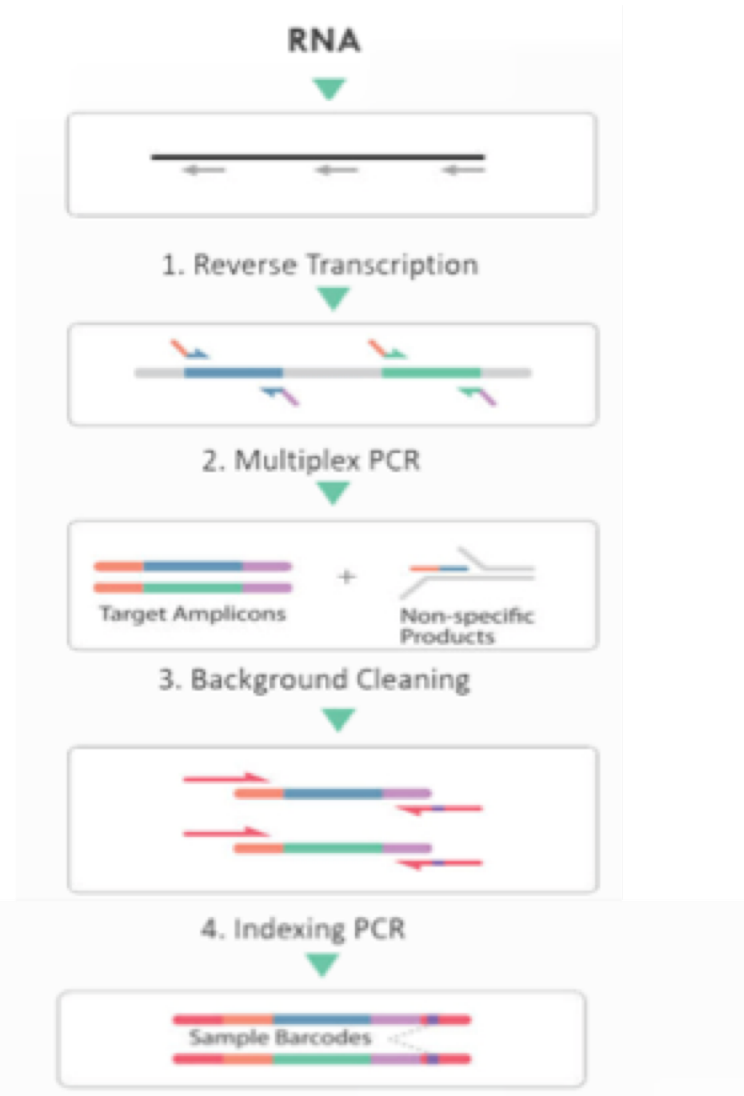 RNA
1. Reverse Transcription
2. Multiplex PCR
+
Target Amplicons
Non-specific
Products
3. Background Cleaning
4. Indexing PCR
Sample Barcodes